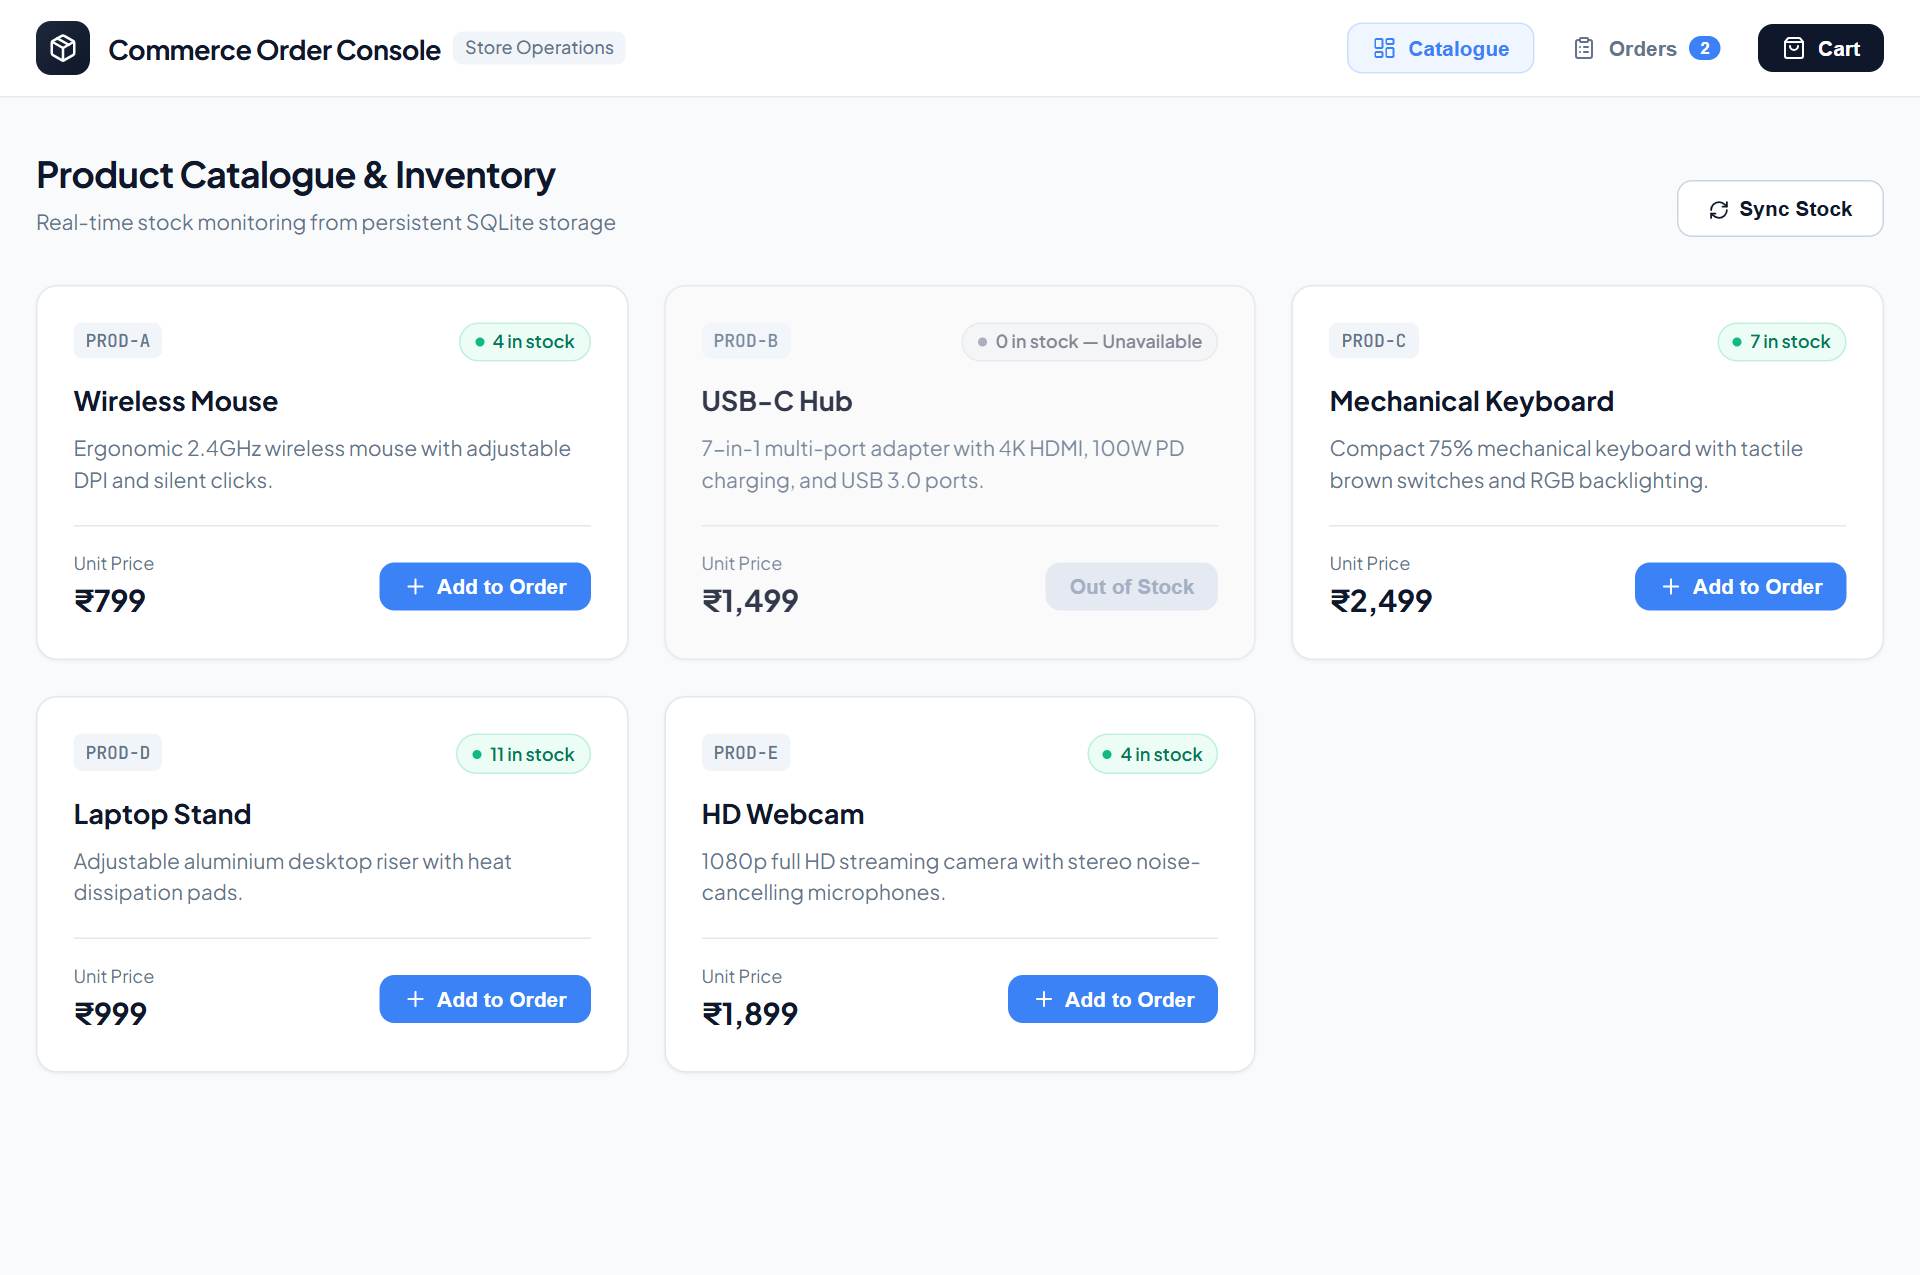 Commerce Order Console
Store Operations
Catalogue
Orders 2
Cart
Product Catalogue & Inventory
Real-time stock monitoring from persistent SQLite storage
Sync Stock
PROD-A
4 in stock
Wireless Mouse
Ergonomic 2.4GHz wireless mouse with adjustable
DPI and silent clicks.
Unit Price
₹799
Add to Order
PROD-B
0 in stock — Unavailable
USB-C Hub
7-in-1 multi-port adapter with 4K HDMI, 100W PD
charging, and USB 3.0 ports.
Unit Price
₹1,499
Out of Stock
PROD-C
7 in stock
Mechanical Keyboard
Compact 75% mechanical keyboard with tactile
brown switches and RGB backlighting.
Unit Price
₹2,499
Add to Order
PROD-D
11 in stock
Laptop Stand
Adjustable aluminium desktop riser with heat
dissipation pads.
Unit Price
₹999
Add to Order
PROD-E
4 in stock
HD Webcam
1080p full HD streaming camera with stereo noise-
cancelling microphones.
Unit Price
₹1,899
Add to Order